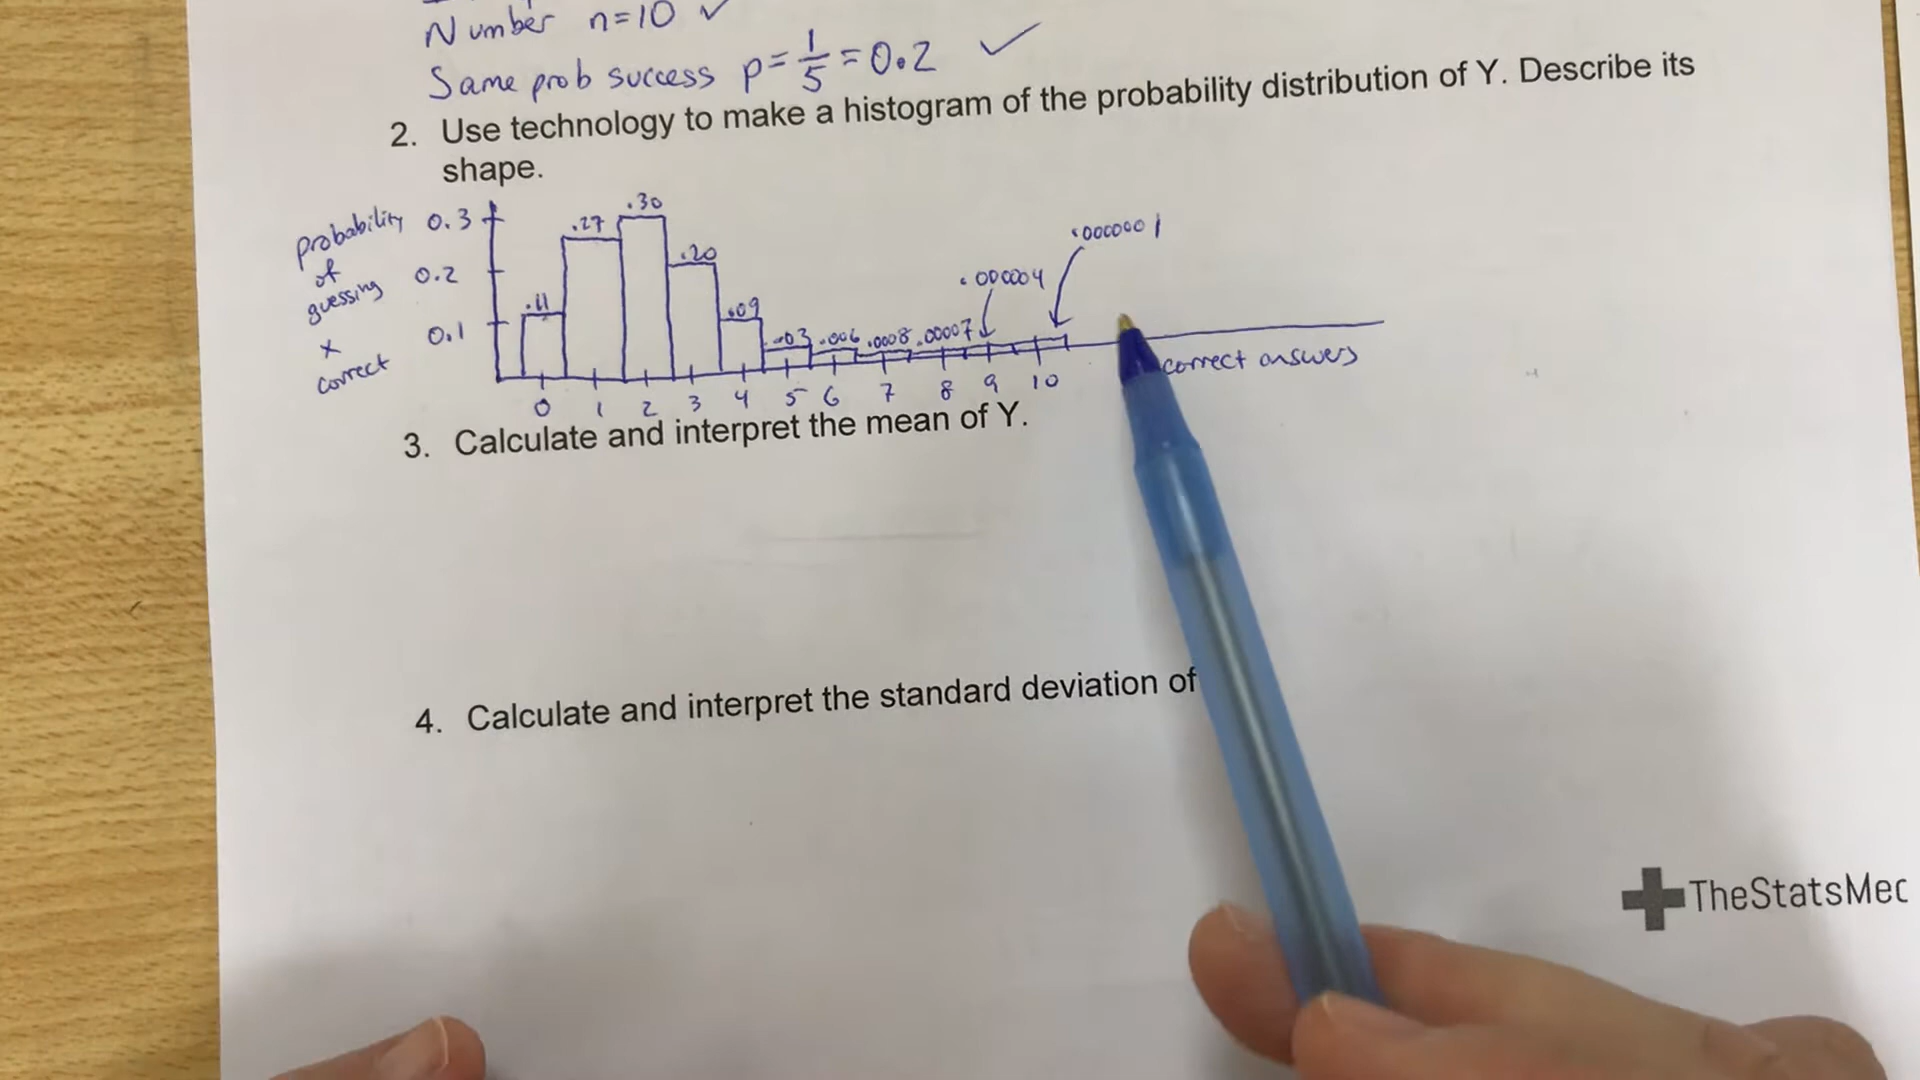 Number n=10 ✓
Same prob success p=1/5=0.2 ✓
2. Use technology to make a histogram of the probability distribution of Y. Describe its
shape.
probability
of
guessing
x
correct
0.3
0.2
0.1
.11
.27
.30
.20
.09
.03
.006
.0008
.00007
.000004
.0000001
0 1 2 3 4 5 6 7 8 9 10
correct answers
3. Calculate and interpret the mean of Y.
4. Calculate and interpret the standard deviation of
TheStatsMec